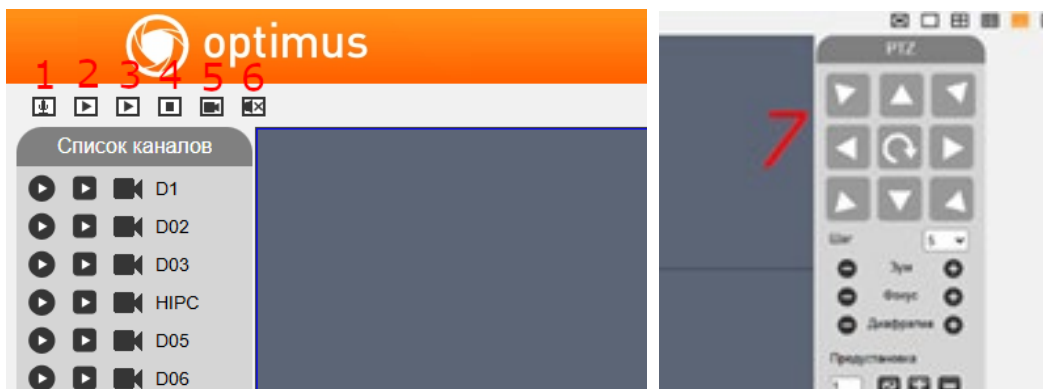 optimus
1 2 3 4 5 6
Список каналов
D1
D02
D03
HIPC
D05
D06
PTZ
7
Шаг 5
Зум
Фокус
Диафрагма
Предустановка
1